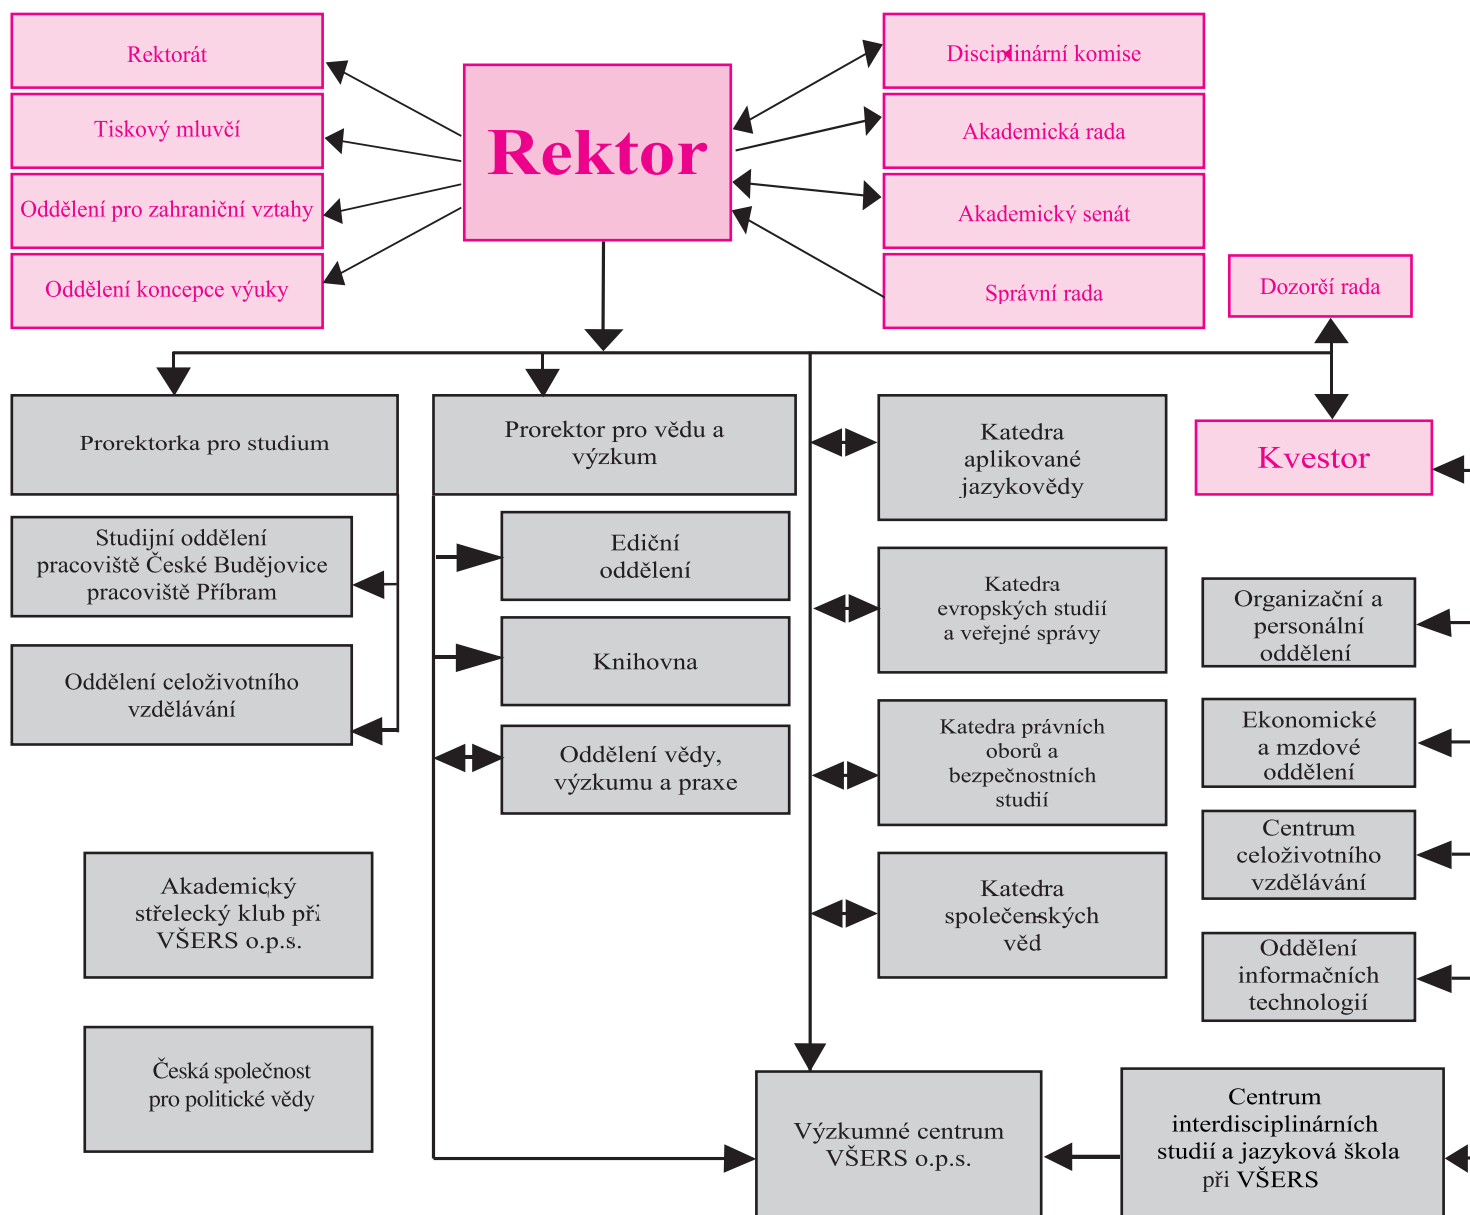 Rektorát
Tiskový mluvčí
Oddělení pro zahraniční vztahy
Oddělení koncepce výuky
Rektor
Disciplinární komise
Akademická rada
Akademický senát
Správní rada
Dozorčí rada
Prorektorka pro studium
Studijní oddělení
pracoviště České Budějovice
pracoviště Příbram
Oddělení celoživotního
vzdělávání
Prorektor pro vědu a
výzkum
Ediční
oddělení
Knihovna
Oddělení vědy,
výzkumu a praxe
Katedra
aplikované
jazykovědy
Katedra
evropských studií
a veřejné správy
Katedra právních
oborů a
bezpečnostních
studií
Katedra
společenských
věd
Kvestor
Organizační a
personální
oddělení
Ekonomické
a mzdové
oddělení
Centrum
celoživotního
vzdělávání
Oddělení
informačních
technologií
Akademický
střelecký klub při
VŠERS o.p.s.
Česká společnost
pro politické vědy
Výzkumné centrum
VŠERS o.p.s.
Centrum
interdisciplinárních
studií a jazyková škola
při VŠERS